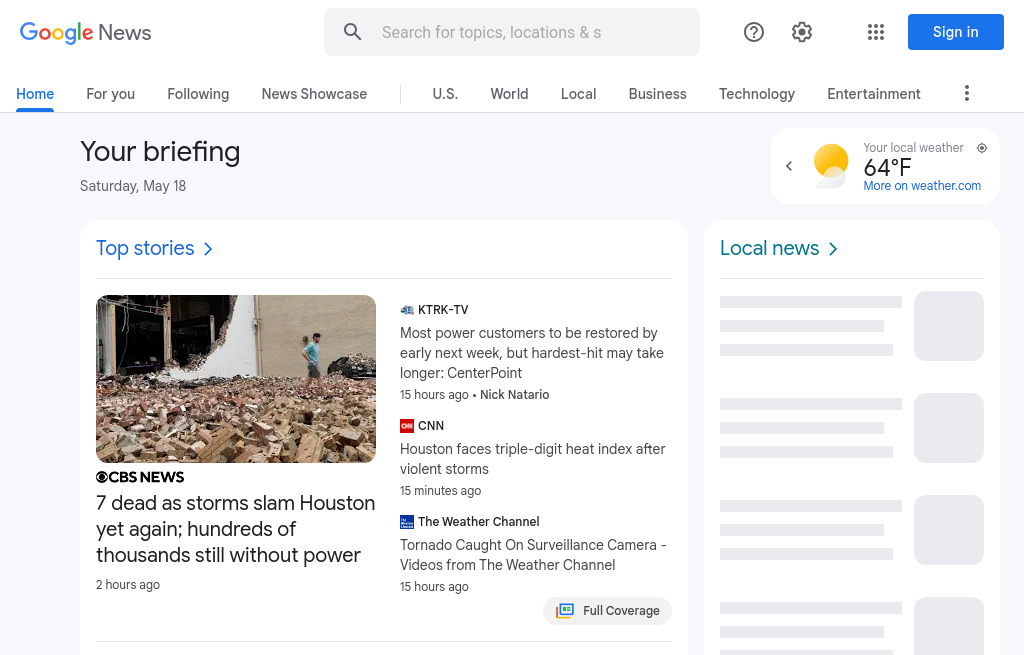 Google News
Search for topics, locations & s
Sign in
Home For you Following News Showcase U.S. World Local Business Technology Entertainment
Your briefing
Saturday, May 18
Your local weather
64°F
More on weather.com
Top stories
CBS NEWS
7 dead as storms slam Houston
yet again; hundreds of
thousands still without power
2 hours ago
KTRK-TV
Most power customers to be restored by
early next week, but hardest-hit may take
longer: CenterPoint
15 hours ago • Nick Natario
CNN
Houston faces triple-digit heat index after
violent storms
15 minutes ago
The Weather Channel
Tornado Caught On Surveillance Camera -
Videos from The Weather Channel
15 hours ago
Full Coverage
Local news